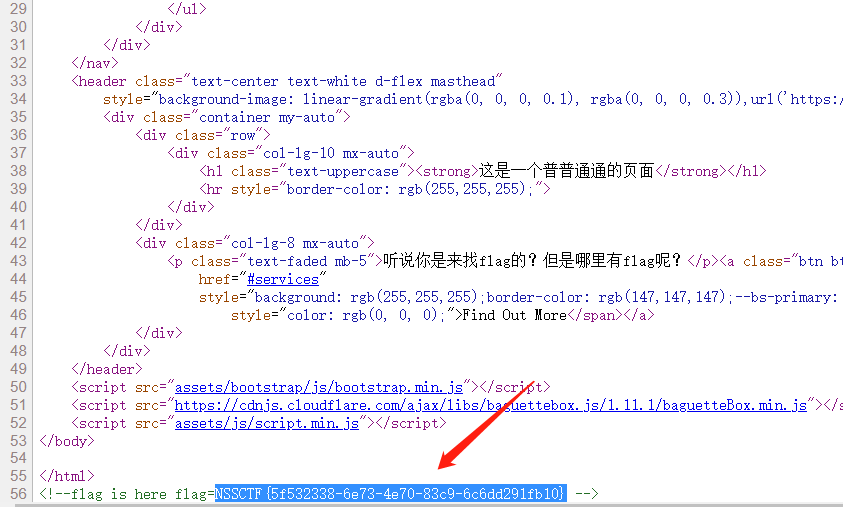 29 </ul>
30 </div>
31 </div>
32 </nav>
33 <header class="text-center text-white d-flex masthead"
34 style="background-image: linear-gradient(rgba(0, 0, 0, 0.1), rgba(0, 0, 0, 0.3)),url('https:/
35 <div class="container my-auto">
36 <div class="row">
37 <div class="col-lg-10 mx-auto">
38 <h1 class="text-uppercase"><strong>这是一个普普通通的页面</strong></h1>
39 <hr style="border-color: rgb(255,255,255);">
40 </div>
41 </div>
42 <div class="col-lg-8 mx-auto">
43 <p class="text-faded mb-5">听说你是来找flag的？但是哪里有flag呢？</p><a class="btn bt
44 href="#services"
45 style="background: rgb(255,255,255);border-color: rgb(147,147,147);--bs-primary:
46 style="color: rgb(0, 0, 0);">Find Out More</span></a>
47 </div>
48 </div>
49 </header>
50 <script src="assets/bootstrap/js/bootstrap.min.js"></script>
51 <script src="https://cdnjs.cloudflare.com/ajax/libs/baguettebox.js/1.11.1/baguetteBox.min.js"></s
52 <script src="assets/js/script.min.js"></script>
53 </body>
54
55 </html>
56 <!--flag is here flag=NSSCTF{5f532338-6e73-4e70-83c9-6c6dd291fb10} -->